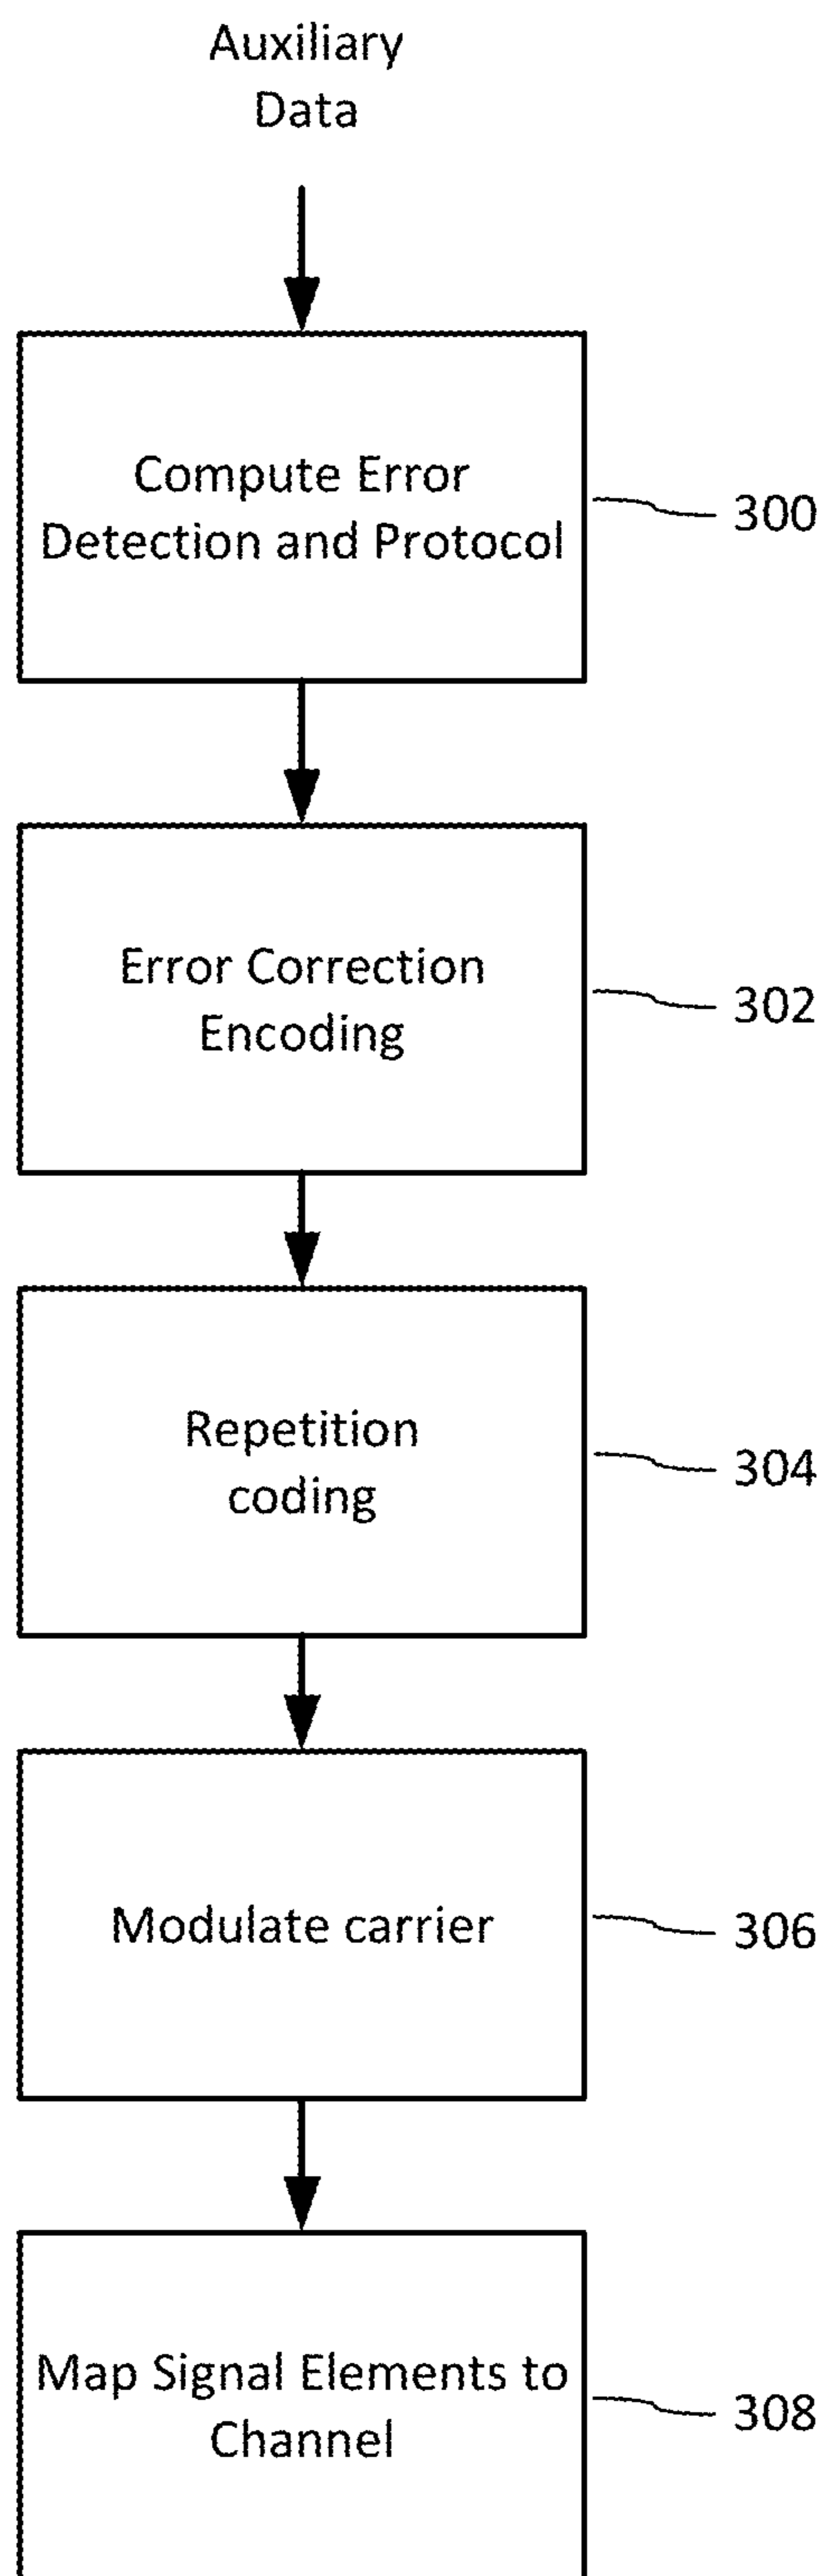 Auxiliary
Data
Compute Error
Detection and Protocol
300
Error Correction
Encoding
302
Repetition
coding
304
Modulate carrier
306
Map Signal Elements to
Channel
308